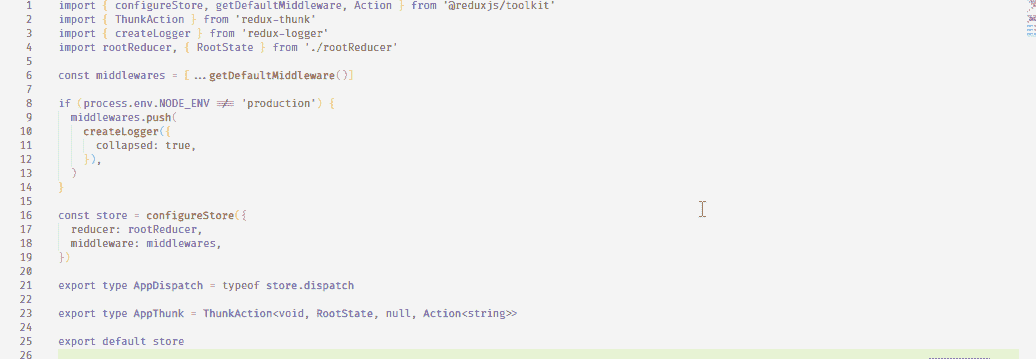 1 import { configureStore, getDefaultMiddleware, Action } from '@reduxjs/toolkit'
2 import { ThunkAction } from 'redux-thunk'
3 import { createLogger } from 'redux-logger'
4 import rootReducer, { RootState } from './rootReducer'
5
6 const middlewares = [ ...getDefaultMiddleware()]
7
8 if (process.env.NODE_ENV !== 'production') {
9   middlewares.push(
10     createLogger({
11       collapsed: true,
12     }),
13   )
14 }
15
16 const store = configureStore({
17   reducer: rootReducer,
18   middleware: middlewares,
19 })
20
21 export type AppDispatch = typeof store.dispatch
22
23 export type AppThunk = ThunkAction<void, RootState, null, Action<string>>
24
25 export default store
26